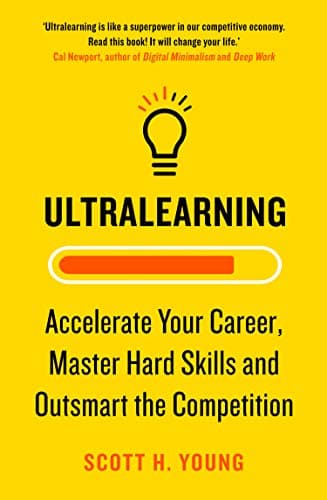 'Ultralearning is like a superpower in our competitive economy.
Read this book! It will change your life.'
Cal Newport, author of Digital Minimalism and Deep Work
ULTRALEARNING
Accelerate Your Career,
Master Hard Skills and
Outsmart the Competition
SCOTT H. YOUNG